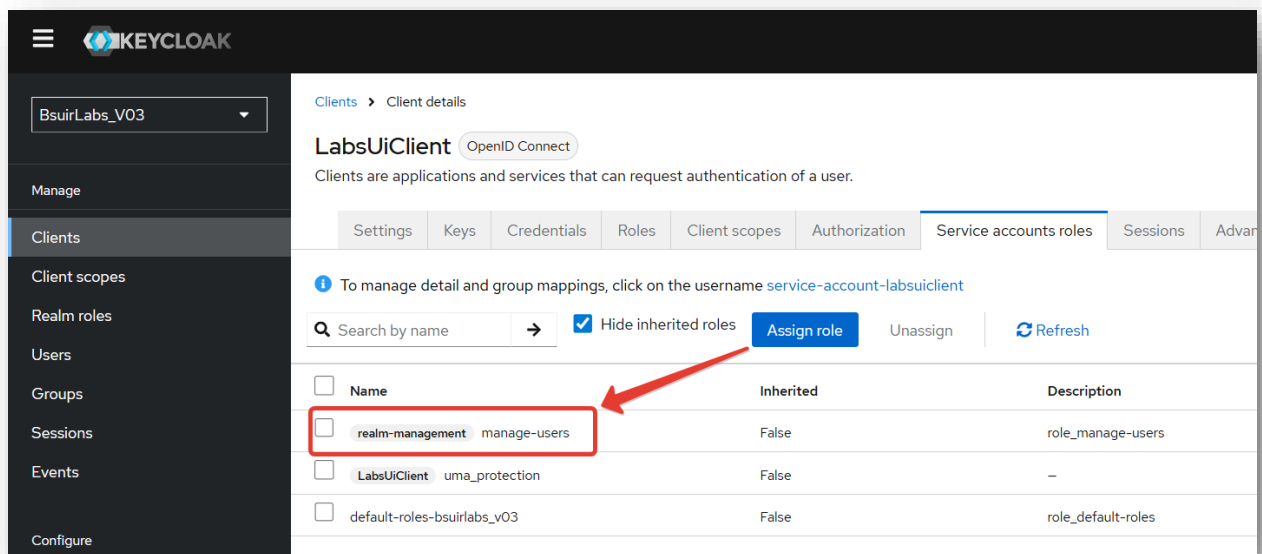 KEYCLOAK
BsuirLabs_V03
Manage
Clients
Client scopes
Realm roles
Users
Groups
Sessions
Events
Configure
Clients > Client details
LabsUiClient OpenID Connect
Clients are applications and services that can request authentication of a user.
Settings Keys Credentials Roles Client scopes Authorization Service accounts roles Sessions Advan
To manage detail and group mappings, click on the username service-account-labsuiclient
Search by name Hide inherited roles Assign role Unassign Refresh
Name Inherited Description
realm-management manage-users False role_manage-users
LabsUiClient uma_protection False –
default-roles-bsuirlabs_v03 False role_default-roles